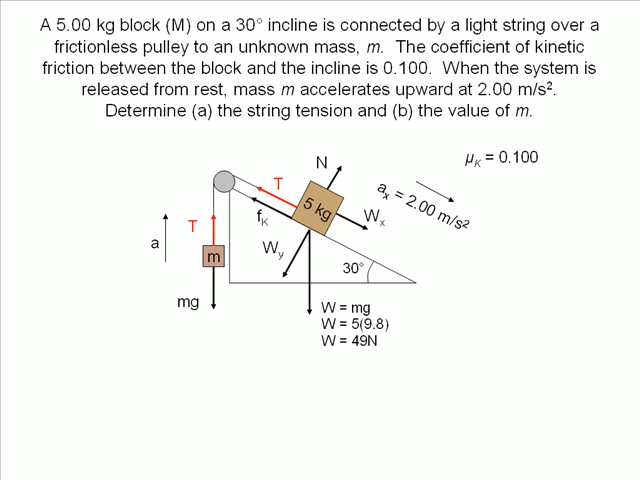 A 5.00 kg block (M) on a 30° incline is connected by a light string over a
frictionless pulley to an unknown mass, m. The coefficient of kinetic
friction between the block and the incline is 0.100. When the system is
released from rest, mass m accelerates upward at 2.00 m/s².
Determine (a) the string tension and (b) the value of m.
N
μK = 0.100
T
ax = 2.00 m/s²
5 kg
fK
Wx
T
a
Wy
m
30°
mg
W = mg
W = 5(9.8)
W = 49N